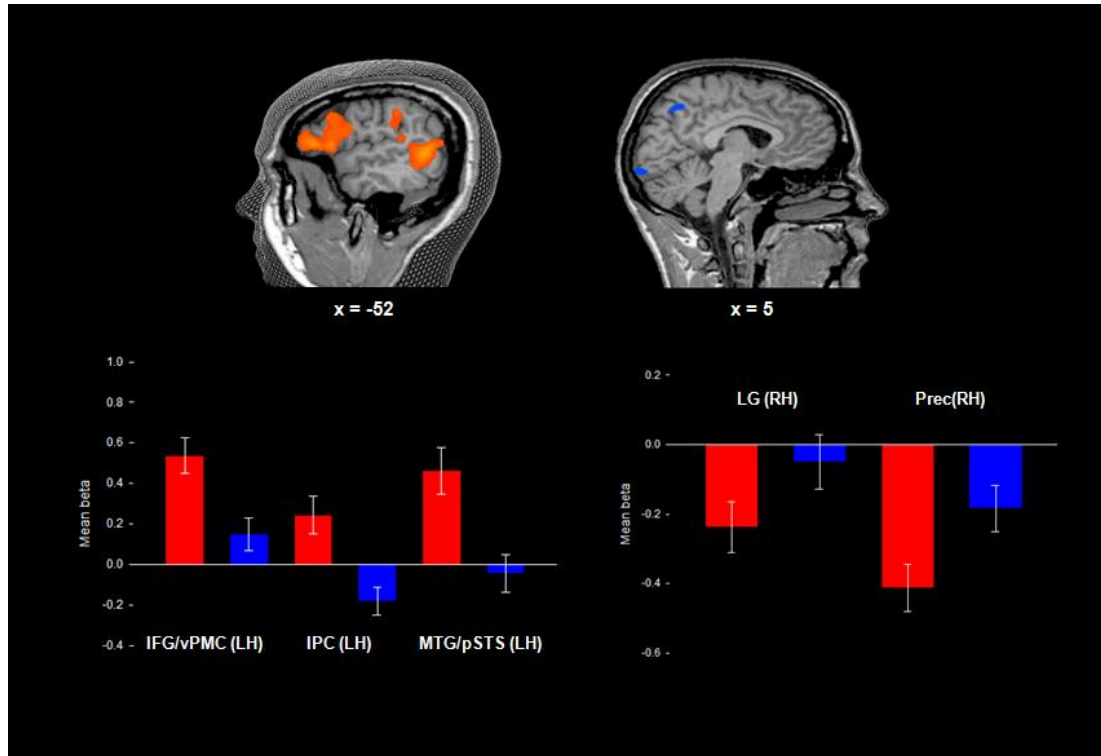 x = -52
x = 5
1.0
0.8
0.6
0.4
0.2
0.0
-0.2
-0.4
Mean beta
IFG/vPMC (LH)
IPC (LH)
MTG/pSTS (LH)
0.2
0.0
-0.2
-0.4
-0.6
Mean beta
LG (RH)
Prec(RH)